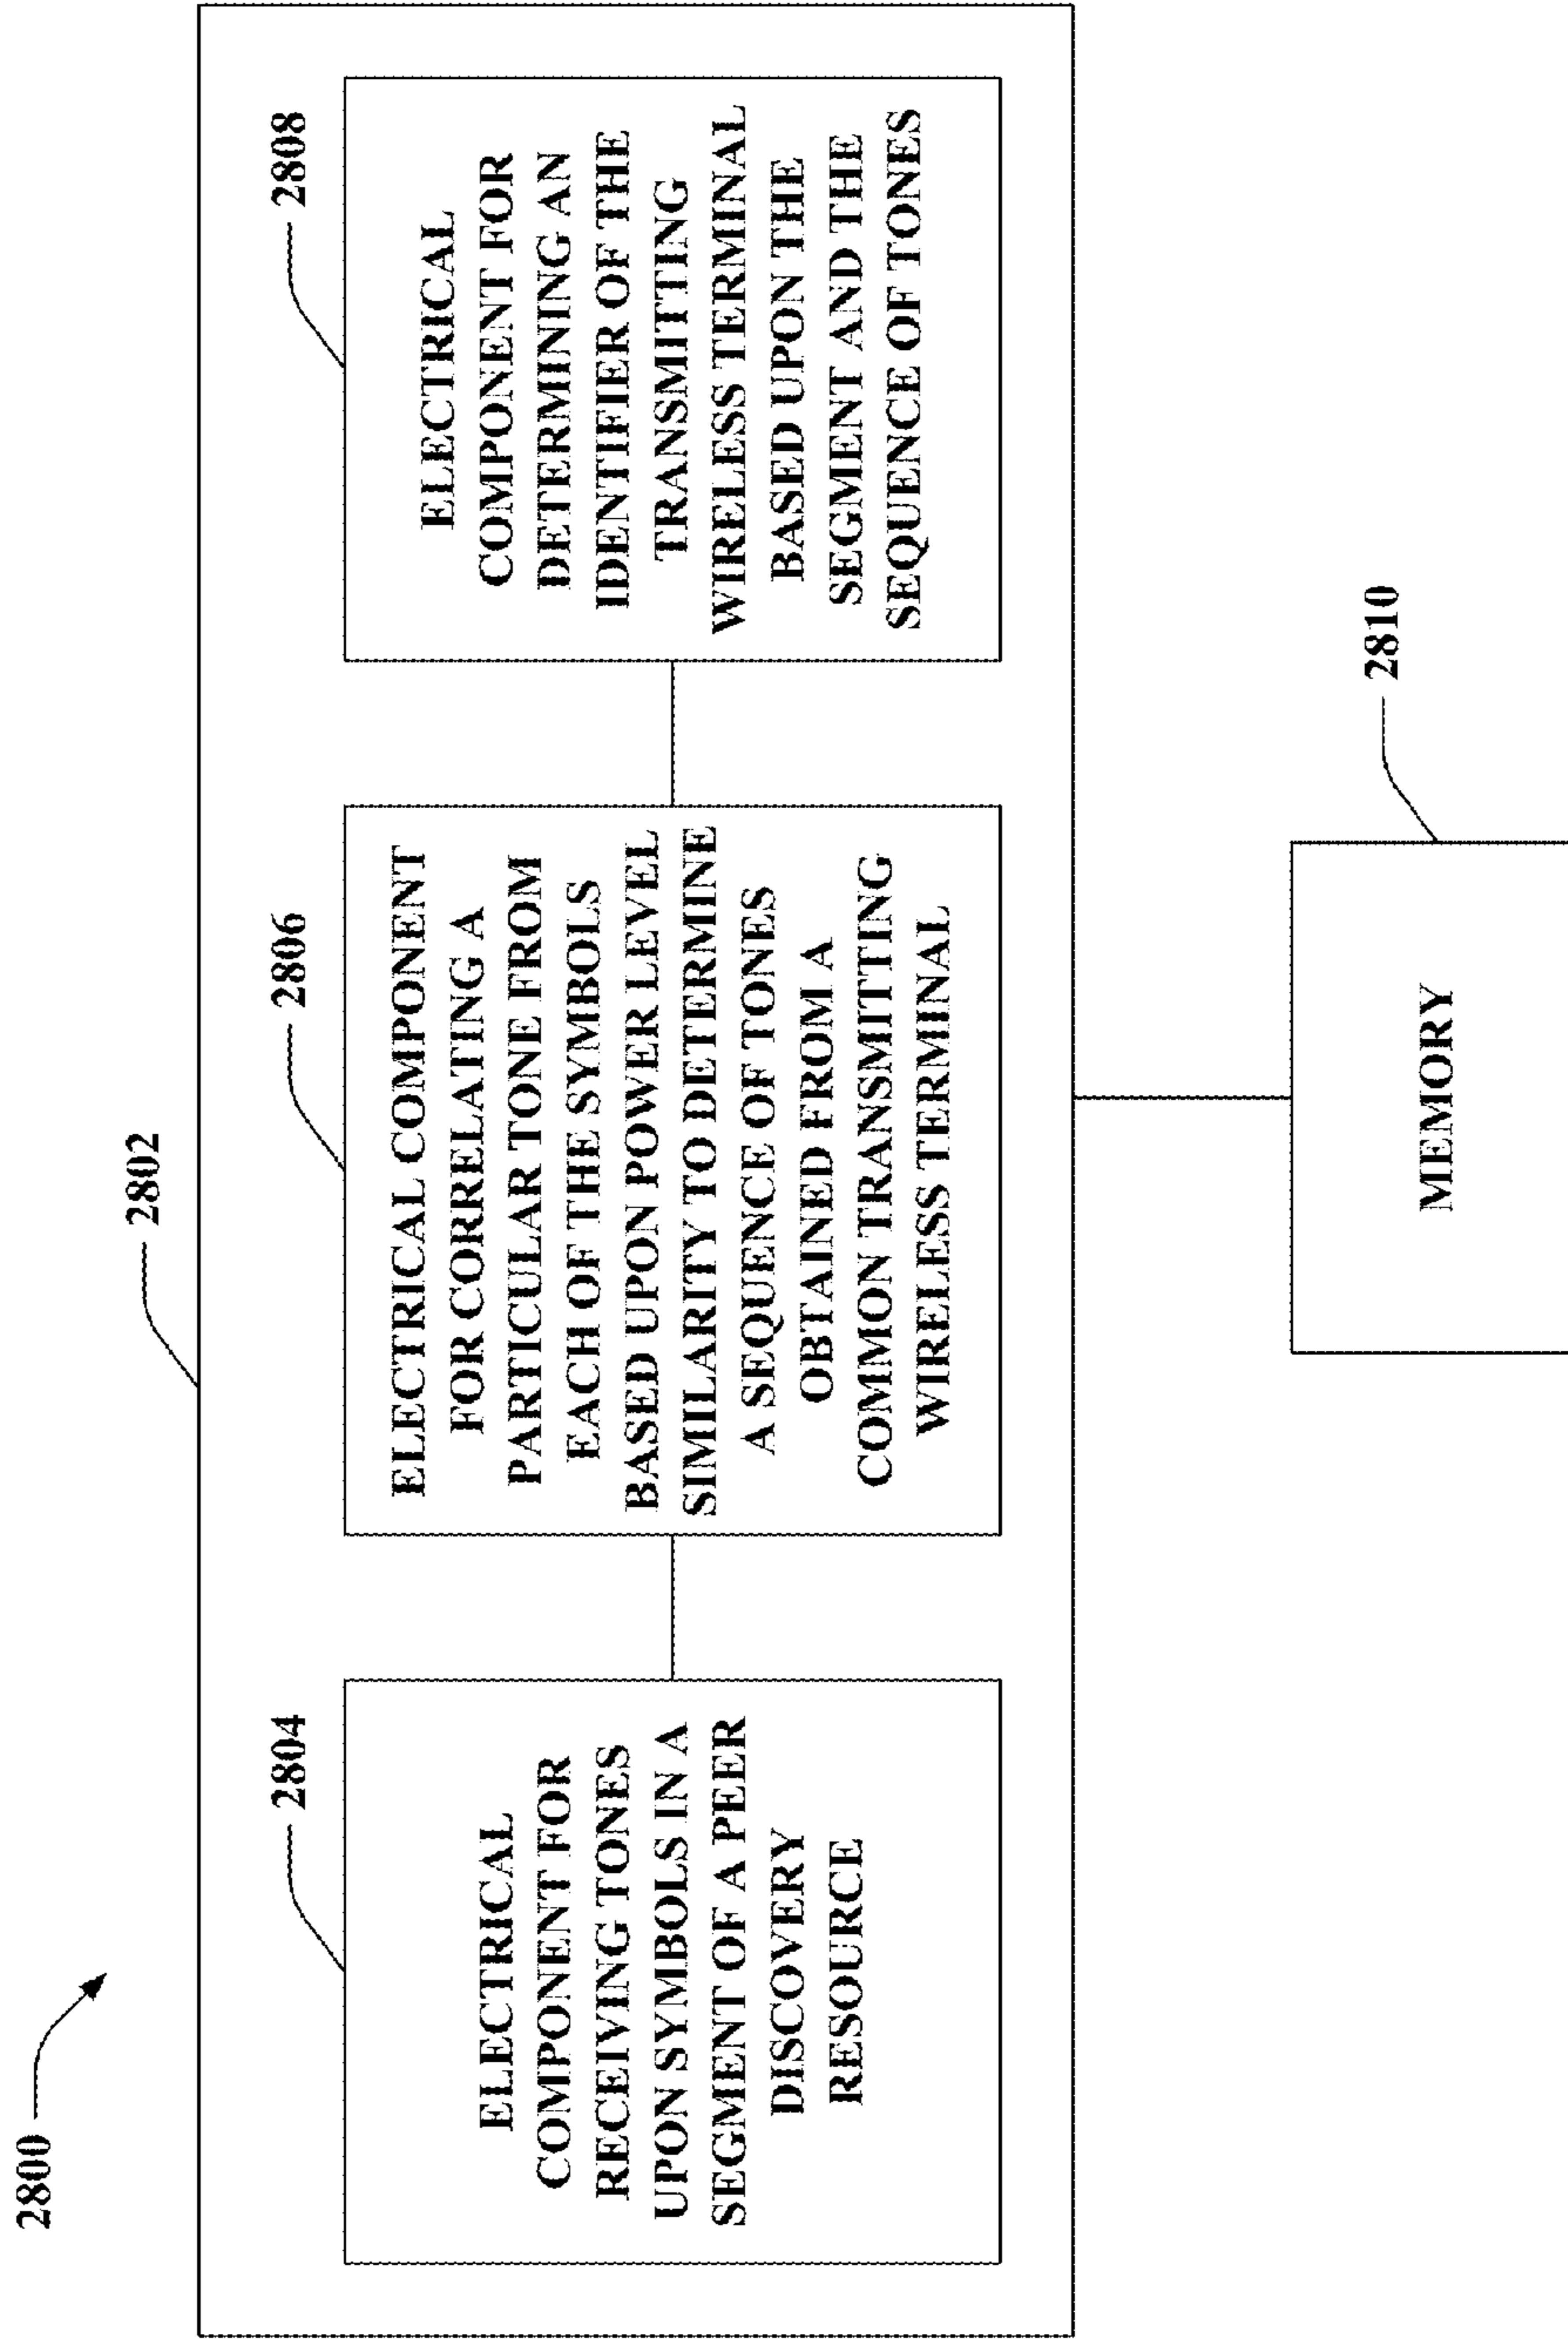 2800
2802
2804
ELECTRICAL
COMPONENT FOR
RECEIVING TONES
UPON SYMBOLS IN A
SEGMENT OF A PEER
DISCOVERY
RESOURCE
2806
ELECTRICAL COMPONENT
FOR CORRELATING A
PARTICULAR TONE FROM
EACH OF THE SYMBOLS
BASED UPON POWER LEVEL
SIMILARITY TO DETERMINE
A SEQUENCE OF TONES
OBTAINED FROM A
COMMON TRANSMITTING
WIRELESS TERMINAL
2808
ELECTRICAL
COMPONENT FOR
DETERMINING AN
IDENTIFIER OF THE
TRANSMITTING
WIRELESS TERMINAL
BASED UPON THE
SEGMENT AND THE
SEQUENCE OF TONES
2810
MEMORY